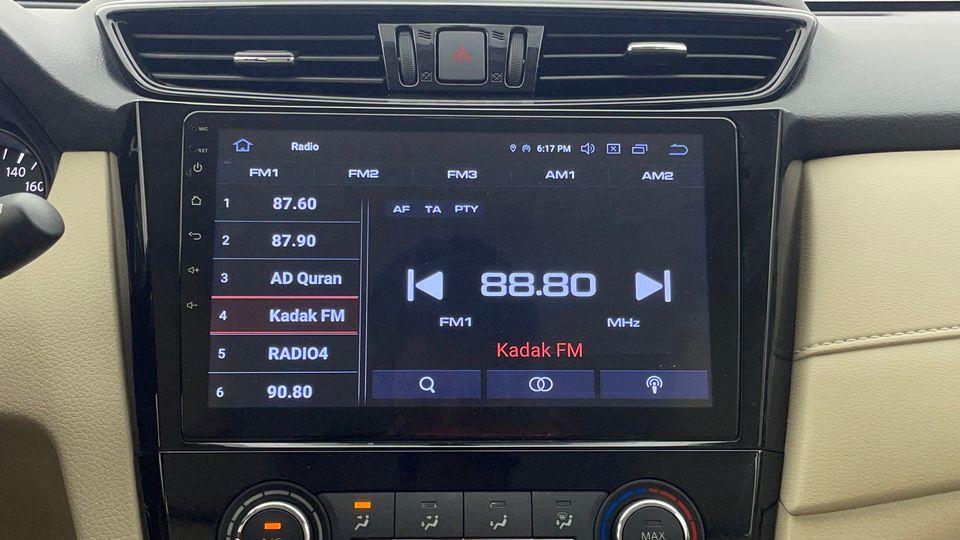 MIC
Radio
6:17 PM
RST
FM1 FM2 FM3 AM1 AM2
140
160
1 87.60
AF TA PTY
2 87.90
3 AD Quran
88.80
4 Kadak FM
FM1 MHz
Kadak FM
5 RADIO4
6 90.80
MAX